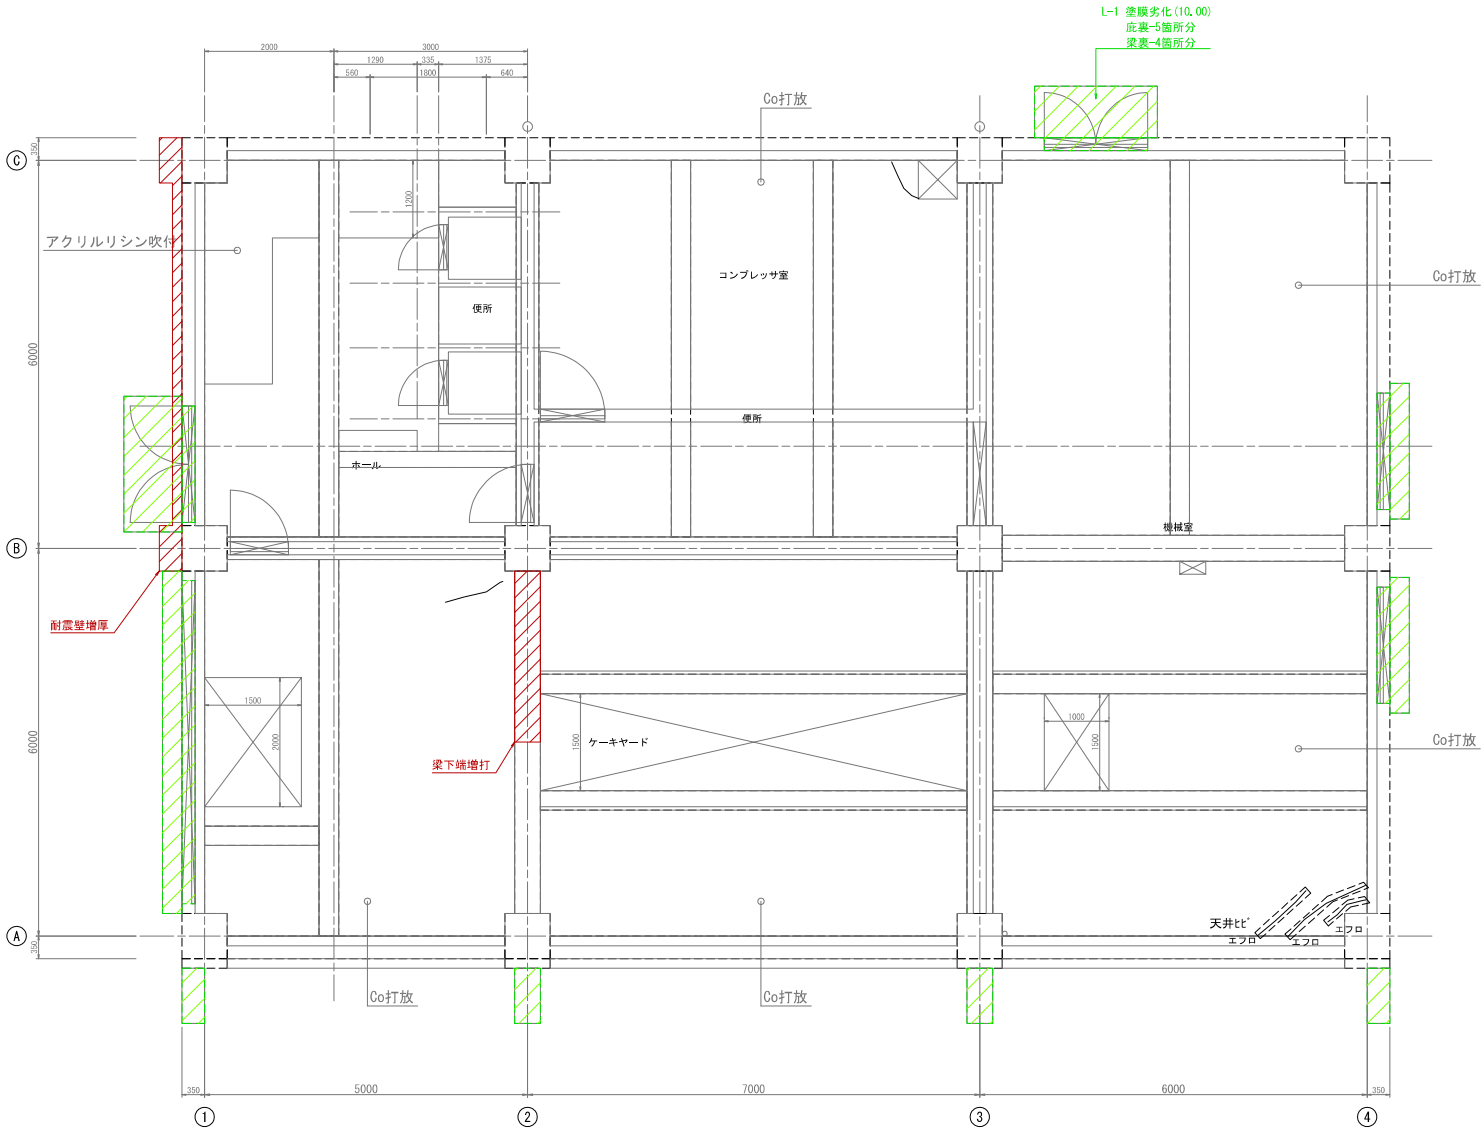 L-1 塗膜劣化(10.00)
庇裏-5箇所分
梁裏-4箇所分
2000
3000
1290
335
1375
560
1800
640
Co打放
350
C
1200
アクリルリシン吹付
コンプレッサ室
Co打放
便所
6000
便所
ホール
機械室
B
耐震壁増厚
1500
2000
6000
梁下端増打
1500
ケーキヤード
1000
1500
Co打放
天井ヒビ
エフロ
エフロ
エフロ
A
350
Co打放
Co打放
350
5000
7000
6000
350
1
2
3
4